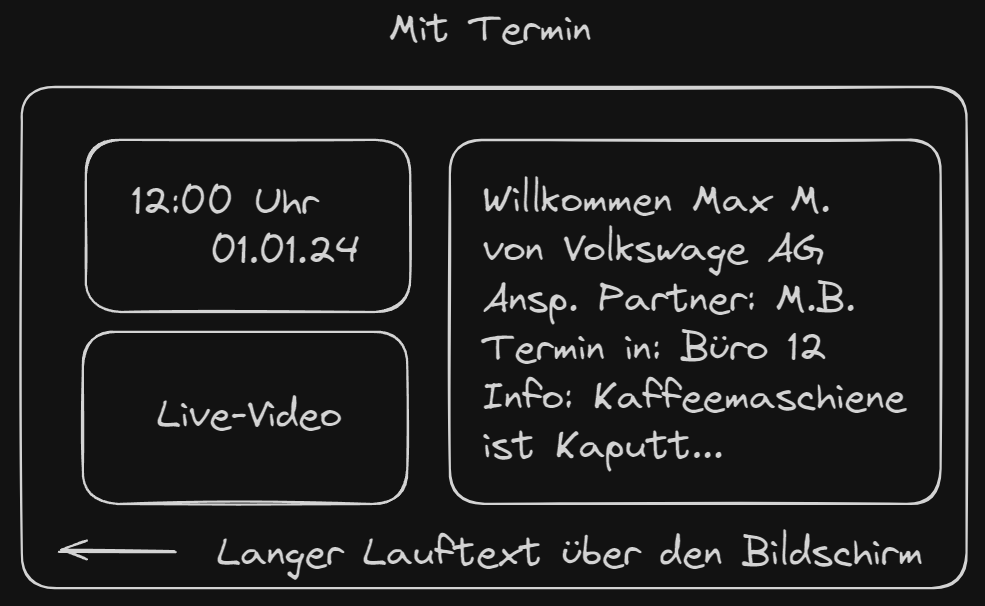 Mit Termin
12:00 Uhr
01.01.24
Live-Video
Willkommen Max M.
von Volkswage AG
Ansp. Partner: M.B.
Termin in: Büro 12
Info: Kaffeemaschiene
ist Kaputt...
Langer Lauftext über den Bildschirm